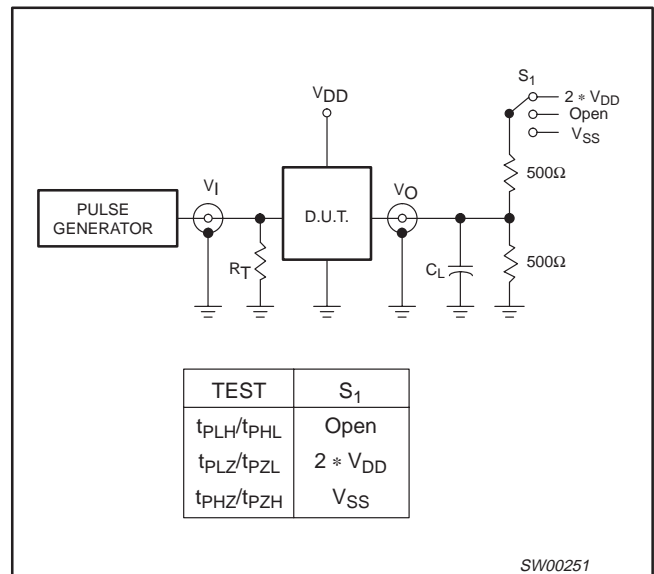 S1
2 * VDD
Open
VSS
VDD
500Ω
PULSE
GENERATOR
VI
D.U.T.
VO
RT
CL
500Ω
TEST S1
tPLH/tPHL Open
tPLZ/tPZL 2 * VDD
tPHZ/tPZH VSS
SW00251